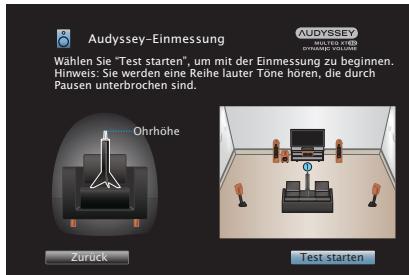 Audyssey-Einmessung
AUDYSSEY
MULTEQ XT32
DYNAMIC VOLUME
Wählen Sie "Test starten", um mit der Einmessung zu beginnen.
Hinweis: Sie werden eine Reihe lauter Töne hören, die durch
Pausen unterbrochen sind.
Ohrhöhe
1
Zurück
Test starten